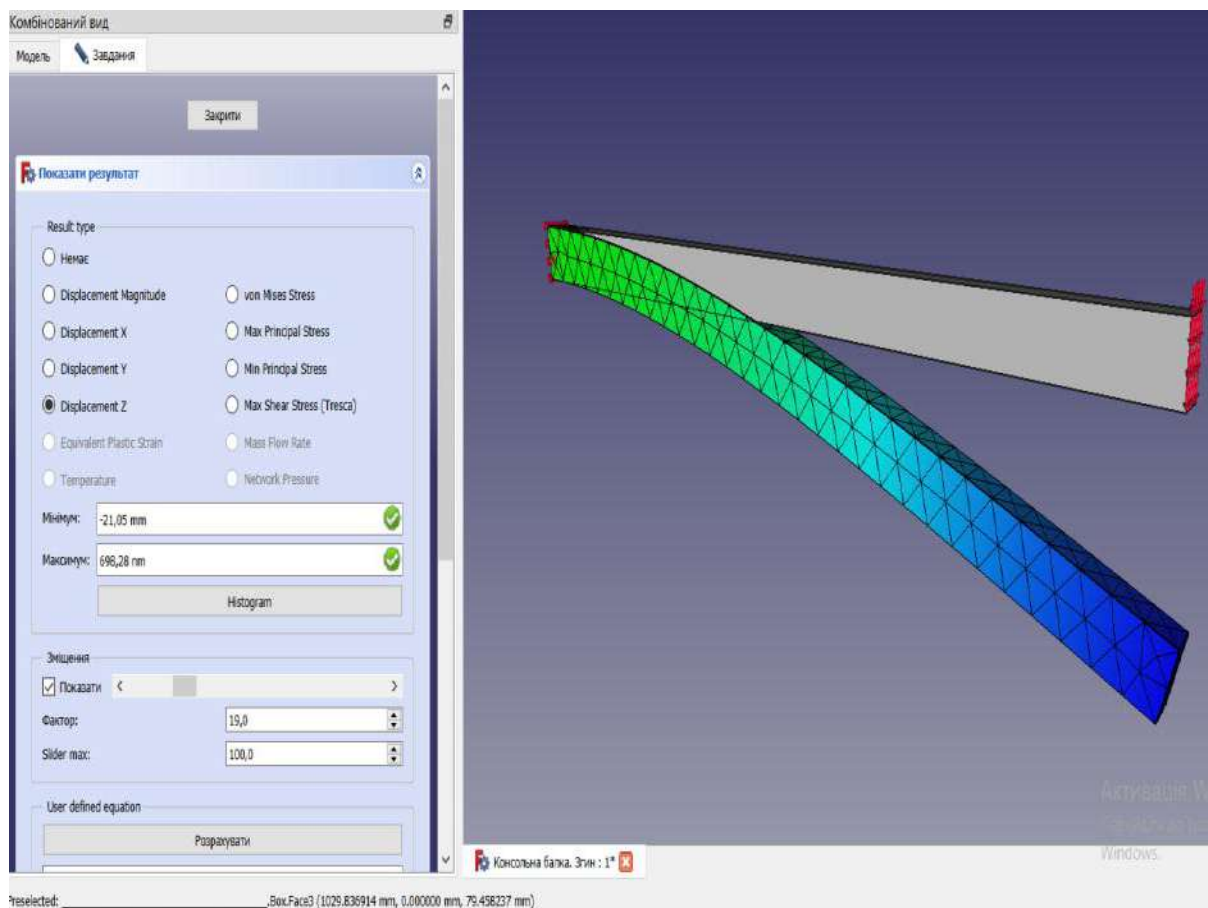 Комбінований вид
Модель
Завдання
Закрити
Показати результат
Result type
Немає
Displacement Magnitude
von Mises Stress
Displacement X
Max Principal Stress
Displacement Y
Min Principal Stress
Displacement Z
Max Shear Stress (Tresca)
Equivalent Plastic Strain
Mass Flow Rate
Temperature
Network Pressure
Мінімум: -21,05 mm
Максимум: 698,28 nm
Histogram
Зміщення
Показати
Фактор: 19,0
Slider max: 100,0
User defined equation
Розрахувати
Активація W
Windows.
Консольна балка. Згин : 1*
Preselected: ____________________.Box.Face3 (1029.836914 mm, 0.000000 mm, 79.458237 mm)